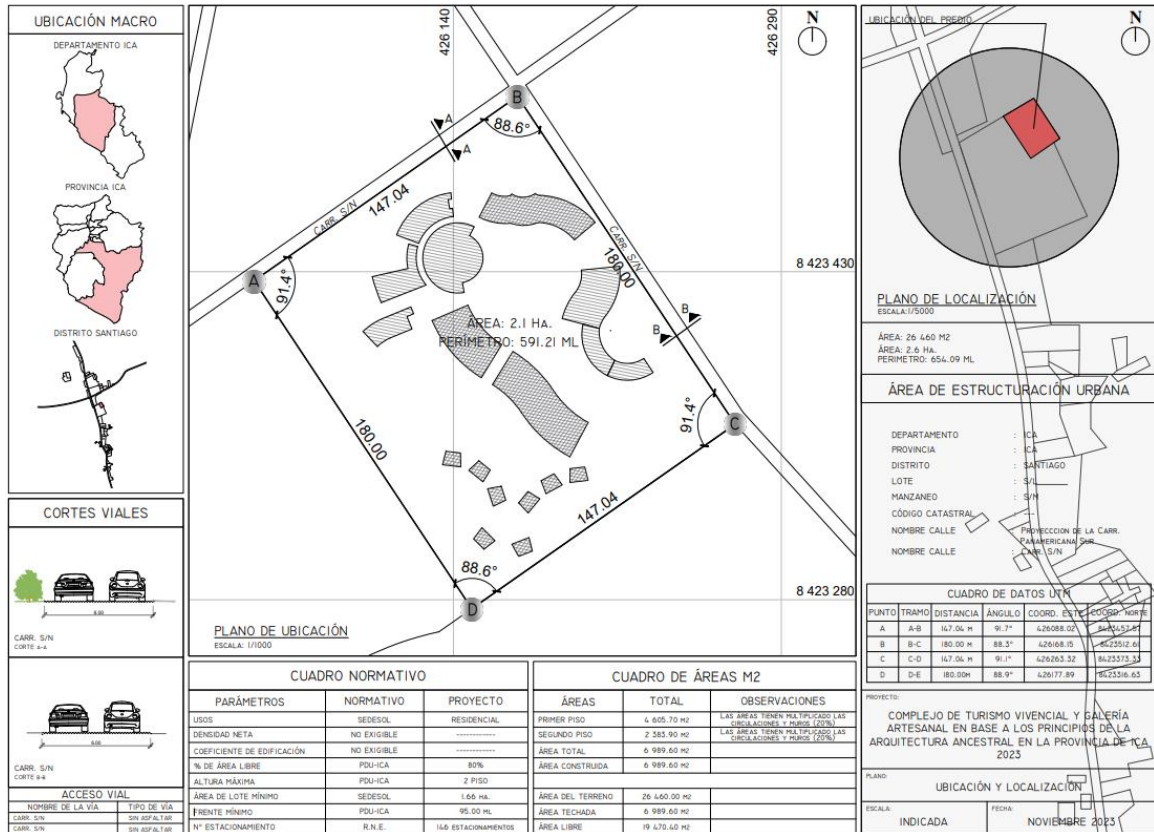 UBICACIÓN MACRO
DEPARTAMENTO ICA
PROVINCIA ICA
DISTRITO SANTIAGO
CORTES VIALES
6.00
CARR. S/N
CORTE A-A
6.00
CARR. S/N
CORTE B-B
ACCESO VIAL
NOMBRE DE LA VÍA TIPO DE VÍA
CARR. S/N SIN ASFALTAR
CARR. S/N SIN ASFALTAR
426 140
426 290
N
B
88.6°
A
A
147.04
CARR. S/N
CARR. S/N
180.00
8 423 430
A
91.4°
ÁREA: 2.1 HA.
PERÍMETRO: 591.21 ML
B
B
91.4°
C
180.00
147.04
88.6°
D
8 423 280
PLANO DE UBICACIÓN
ESCALA: 1/1000
CUADRO NORMATIVO
PARÁMETROS NORMATIVO PROYECTO
USOS SEDESOL RESIDENCIAL
DENSIDAD NETA NO EXIGIBLE ------------
COEFICIENTE DE EDIFICACIÓN NO EXIGIBLE ------------
% DE ÁREA LIBRE PDU-ICA 80%
ALTURA MÁXIMA PDU-ICA 2 PISO
ÁREA DE LOTE MÍNIMO SEDESOL 1.66 HA.
FRENTE MÍNIMO PDU-ICA 95.00 ML
N° ESTACIONAMIENTO R.N.E. 146 ESTACIONAMIENTOS
CUADRO DE ÁREAS M2
ÁREAS TOTAL OBSERVACIONES
PRIMER PISO 4 605.70 M2 LAS ÁREAS TIENEN MULTIPLICADO LAS CIRCULACIONES Y MUROS (20%)
SEGUNDO PISO 2 383.90 M2 LAS ÁREAS TIENEN MULTIPLICADO LAS CIRCULACIONES Y MUROS (20%)
ÁREA TOTAL 6 989.60 M2
ÁREA CONSTRUIDA 6 989.60 M2
ÁREA DEL TERRENO 26 460.00 M2
ÁREA TECHADA 6 989.60 M2
ÁREA LIBRE 19 470.40 M2
UBICACIÓN DEL PREDIO
N
PLANO DE LOCALIZACIÓN
ESCALA:1/5000
ÁREA: 26 460 M2
ÁREA: 2.6 HA.
PERIMETRO: 654.09 ML
ÁREA DE ESTRUCTURACIÓN URBANA
DEPARTAMENTO : ICA
PROVINCIA : ICA
DISTRITO : SANTIAGO
LOTE : S/L
MANZANEO : S/M
CÓDIGO CATASTRAL : ---
NOMBRE CALLE : PROYECCCION DE LA CARR.
PANAMERICANA SUR
NOMBRE CALLE : CARR. S/N
CUADRO DE DATOS UTM
PUNTO TRAMO DISTANCIA ÁNGULO COORD. ESTE COORD. NORTE
A A-B 147.04 M 91.7° 426088.02
B B-C 180.00 M 88.3° 426168.15 8423512.61
C C-D 147.04 M 91.1° 426263.32 8423373.33
D D-E 180.00M 88.9° 426177.89 8423316.63
PROYECTO:
COMPLEJO DE TURISMO VIVENCIAL Y GALERÍA
ARTESANAL EN BASE A LOS PRINCIPIOS DE LA
ARQUITECTURA ANCESTRAL EN LA PROVINCIA DE ICA
2023
PLANO:
UBICACIÓN Y LOCALIZACIÓN
ESCALA: FECHA:
INDICADA NOVIEMBRE 2023